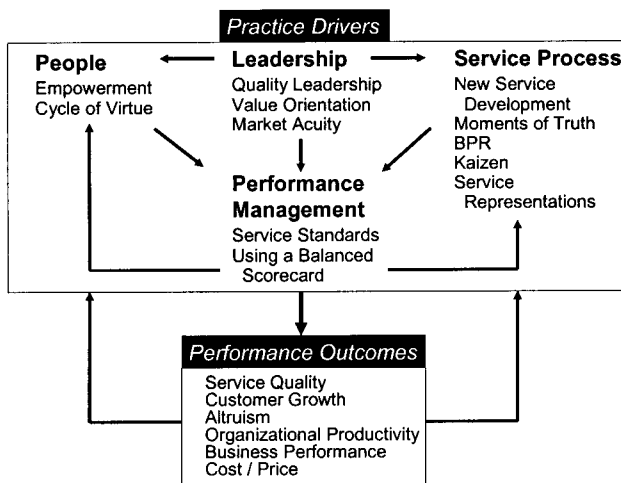 Practice Drivers
People
Empowerment
Cycle of Virtue
Leadership
Quality Leadership
Value Orientation
Market Acuity
Service Process
New Service
Development
Moments of Truth
BPR
Kaizen
Service
Representations
Performance
Management
Service Standards
Using a Balanced
Scorecard
Performance Outcomes
Service Quality
Customer Growth
Altruism
Organizational Productivity
Business Performance
Cost / Price